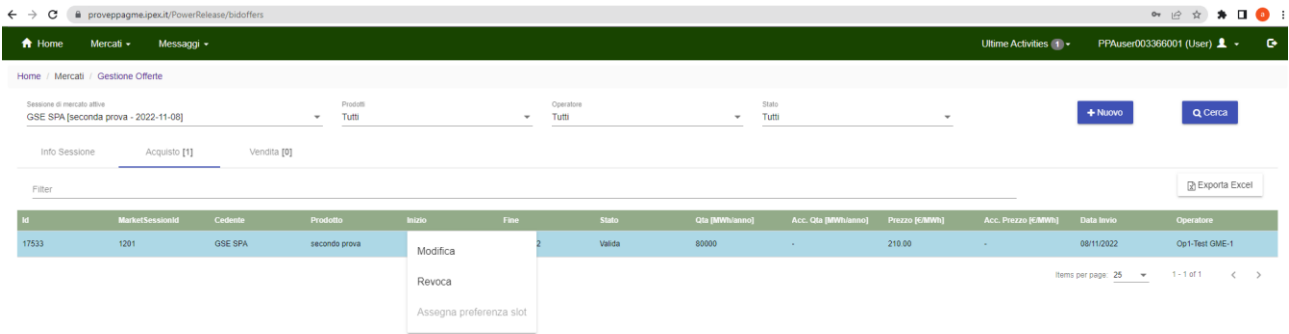 proveppagme.ipex.it/PowerRelease/bidoffers
Home Mercati Messaggi Ultime Activities 1 PPAuser003366001 (User)
Home / Mercati / Gestione Offerte
Sessione di mercato attive Prodotti Operatore Stato
GSE SPA [seconda prova - 2022-11-08] Tutti Tutti Tutti + Nuovo Cerca
Info Sessione Acquisto [1] Vendita [0]
Filter Exporta Excel
Id MarketSessionId Cedente Prodotto Inizio Fine Stato Qta [MWh/anno] Acc. Qta [MWh/anno] Prezzo [€/MWh] Acc. Prezzo [€/MWh] Data Invio Operatore
17533 1201 GSE SPA secondo prova 2 Valida 80000 - 210.00 - 08/11/2022 Op1-Test GME-1
Modifica
Revoca
Assegna preferenza slot
Items per page: 25 1 - 1 of 1